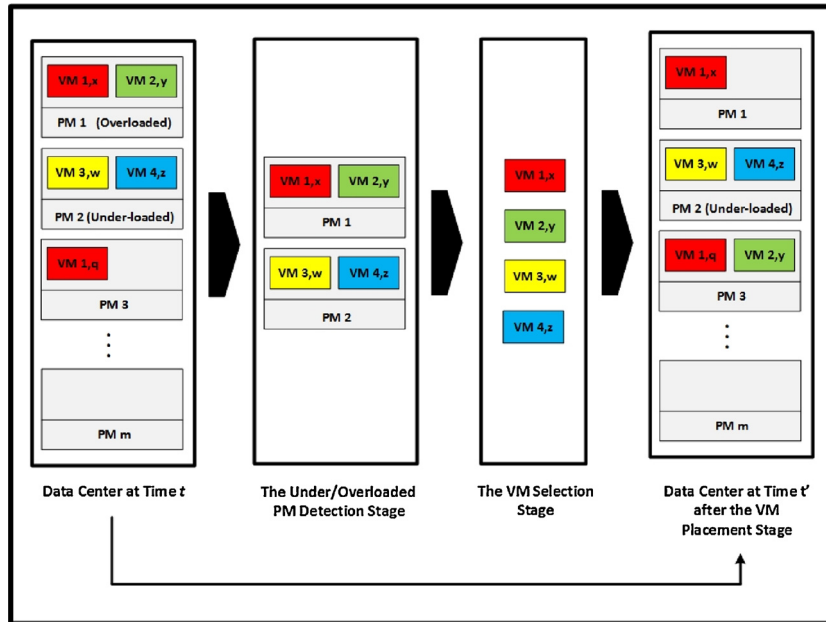 VM 1,x VM 2,y
PM 1 (Overloaded)
VM 3,w VM 4,z
PM 2 (Under-loaded)
VM 1,q
PM 3
PM m
Data Center at Time t
VM 1,x VM 2,y
PM 1
VM 3,w VM 4,z
PM 2
The Under/Overloaded
PM Detection Stage
VM 1,x
VM 2,y
VM 3,w
VM 4,z
The VM Selection
Stage
VM 1,x
PM 1
VM 3,w VM 4,z
PM 2 (Under-loaded)
VM 1,q VM 2,y
PM 3
PM m
Data Center at Time t’
after the VM
Placement Stage